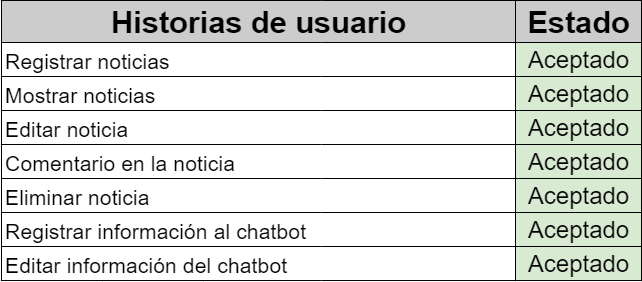 Historias de usuario Estado
Registrar noticias Aceptado
Mostrar noticias Aceptado
Editar noticia Aceptado
Comentario en la noticia Aceptado
Eliminar noticia Aceptado
Registrar información al chatbot Aceptado
Editar información del chatbot Aceptado